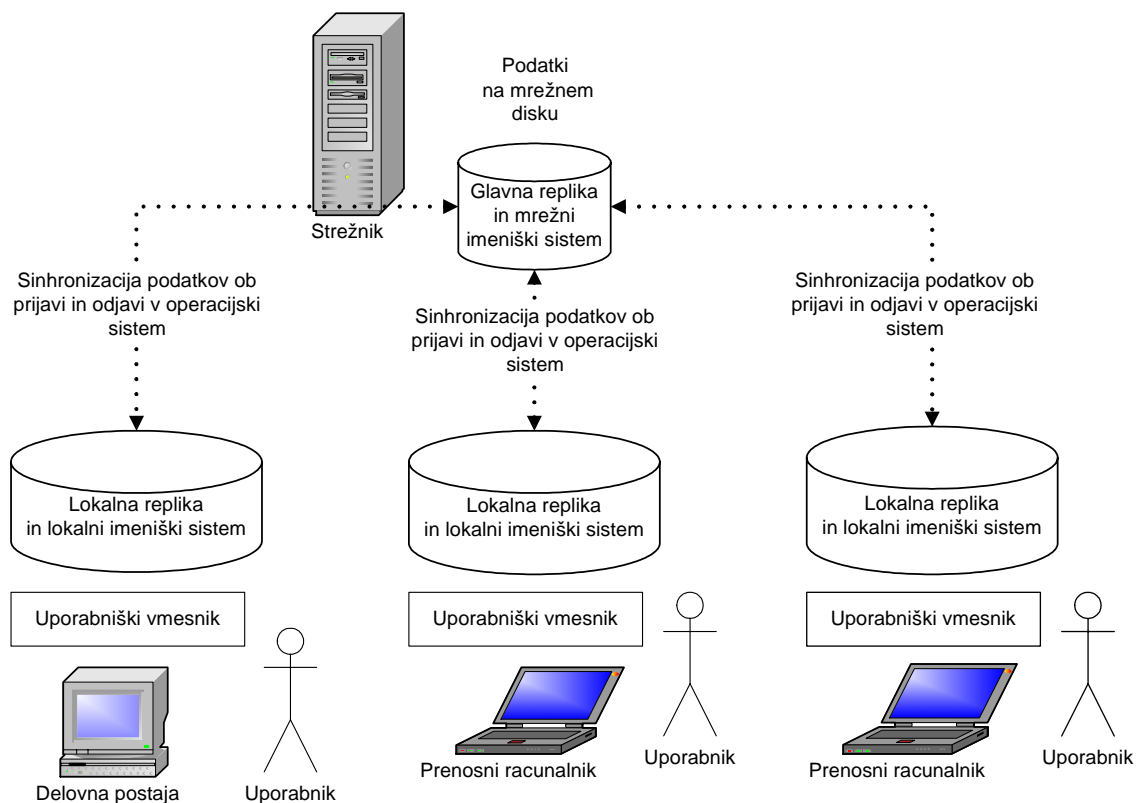 Podatki
na mrežnem
disku
Glavna replika
in mrežni
imeniški sistem
Strežnik
Sinhronizacija podatkov ob
prijavi in odjavi v operacijski
sistem
Sinhronizacija podatkov ob
prijavi in odjavi v operacijski
sistem
Sinhronizacija podatkov ob
prijavi in odjavi v operacijski
sistem
Lokalna replika
in lokalni imeniški sistem
Lokalna replika
in lokalni imeniški sistem
Lokalna replika
in lokalni imeniški sistem
Uporabniški vmesnik
Uporabniški vmesnik
Uporabniški vmesnik
Delovna postaja
Uporabnik
Prenosni racunalnik
Uporabnik
Prenosni racunalnik
Uporabnik